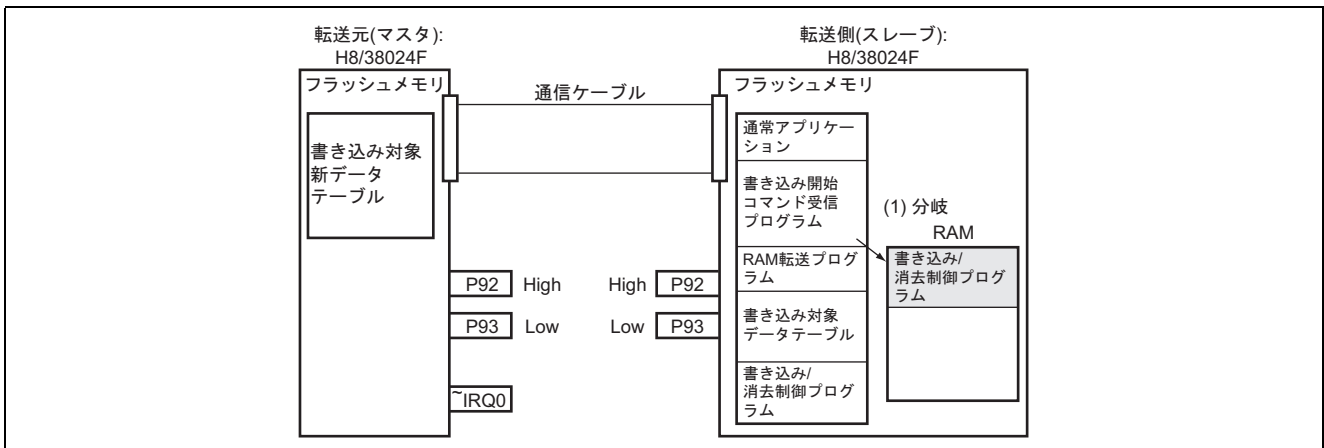 転送元(マスタ):
H8/38024F
フラッシュメモリ
書き込み対象
新データ
テーブル
通信ケーブル
P92 High
P93 Low
~IRQ0
転送側(スレーブ):
H8/38024F
フラッシュメモリ
High P92
Low P93
通常アプリケー
ション
書き込み開始
コマンド受信
プログラム
RAM転送プログ
ラム
書き込み対象
データテーブル
書き込み/
消去制御プログ
ラム
(1) 分岐
RAM
書き込み/
消去制御プログ
ラム